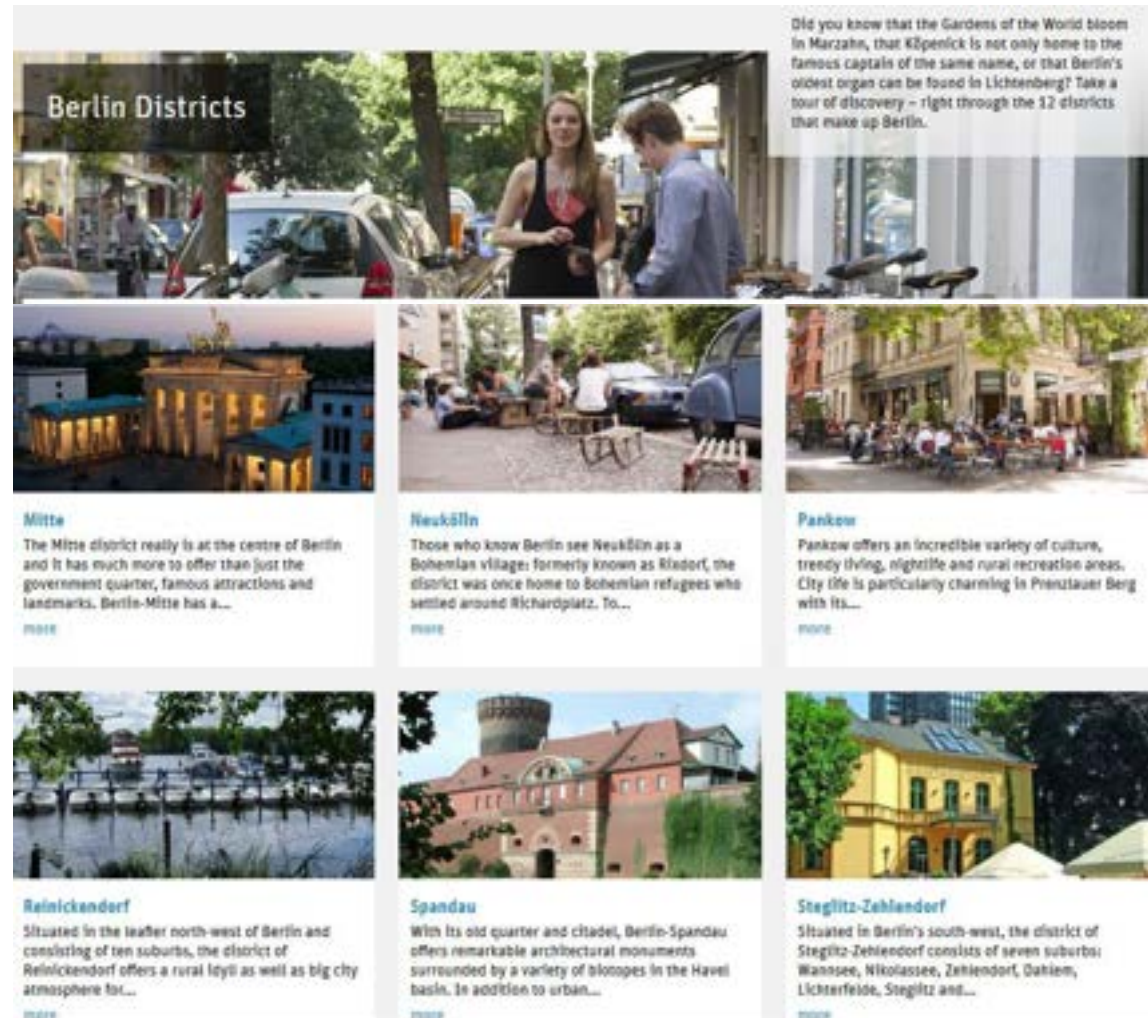 Berlin Districts
Did you know that the Gardens of the World bloom
in Marzahn, that Köpenick is not only home to the
famous captain of the same name, or that Berlin's
oldest organ can be found in Lichtenberg? Take a
tour of discovery – right through the 12 districts
that make up Berlin.
Mitte
The Mitte district really is at the centre of Berlin
and it has much more to offer than just the
government quarter, famous attractions and
landmarks. Berlin-Mitte has a...
more
Neukölln
Those who know Berlin see Neukölln as a
Bohemian village: formerly known as Rixdorf, the
district was once home to Bohemian refugees who
settled around Richardplatz. To...
more
Pankow
Pankow offers an incredible variety of culture,
trendy living, nightlife and rural recreation areas.
City life is particularly charming in Prenzlauer Berg
with its...
more
Reinickendorf
Situated in the leafier north-west of Berlin and
consisting of ten suburbs, the district of
Reinickendorf offers a rural idyll as well as big city
atmosphere for...
more
Spandau
With its old quarter and citadel, Berlin-Spandau
offers remarkable architectural monuments
surrounded by a variety of biotopes in the Havel
basin. In addition to urban...
more
Steglitz-Zehlendorf
Situated in Berlin's south-west, the district of
Steglitz-Zehlendorf consists of seven suburbs:
Wannsee, Nikolassee, Zehlendorf, Dahlem,
Lichterfelde, Steglitz and...
more